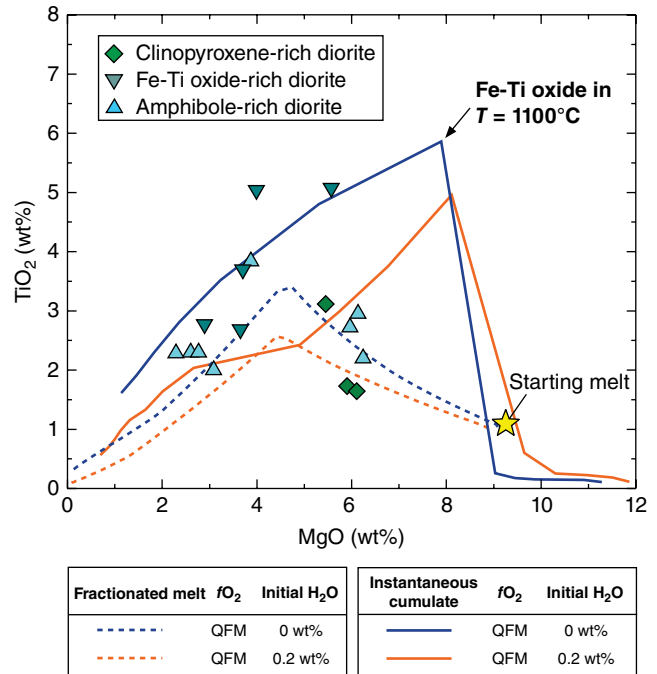 8
7
6
5
4
3
2
1
0
TiO₂ (wt%)
Clinopyroxene-rich diorite
Fe-Ti oxide-rich diorite
Amphibole-rich diorite
Fe-Ti oxide in
T = 1100°C
Starting melt
0 2 4 6 8 10 12
MgO (wt%)
Fractionated melt fO₂ Initial H₂O
QFM 0 wt%
QFM 0.2 wt%
Instantaneous
cumulate fO₂ Initial H₂O
QFM 0 wt%
QFM 0.2 wt%